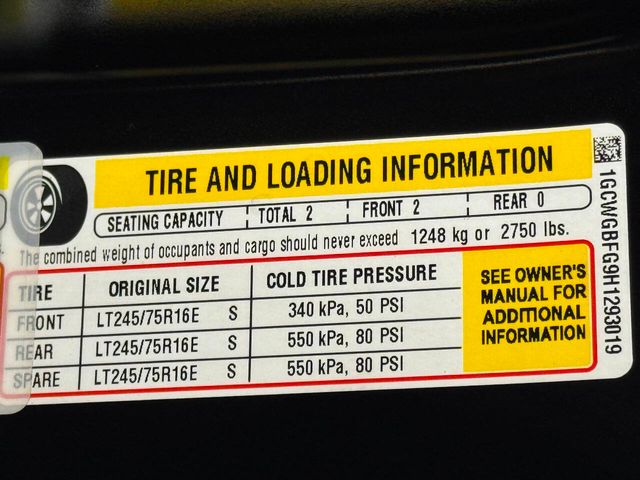 TIRE AND LOADING INFORMATION
SEATING CAPACITY TOTAL 2 FRONT 2 REAR 0
The combined weight of occupants and cargo should never exceed 1248 kg or 2750 lbs.
TIRE ORIGINAL SIZE COLD TIRE PRESSURE
FRONT LT245/75R16E S 340 kPa, 50 PSI
REAR LT245/75R16E S 550 kPa, 80 PSI
SPARE LT245/75R16E S 550 kPa, 80 PSI
SEE OWNER'S
MANUAL FOR
ADDITIONAL
INFORMATION
1GCWGBFG9H1293019